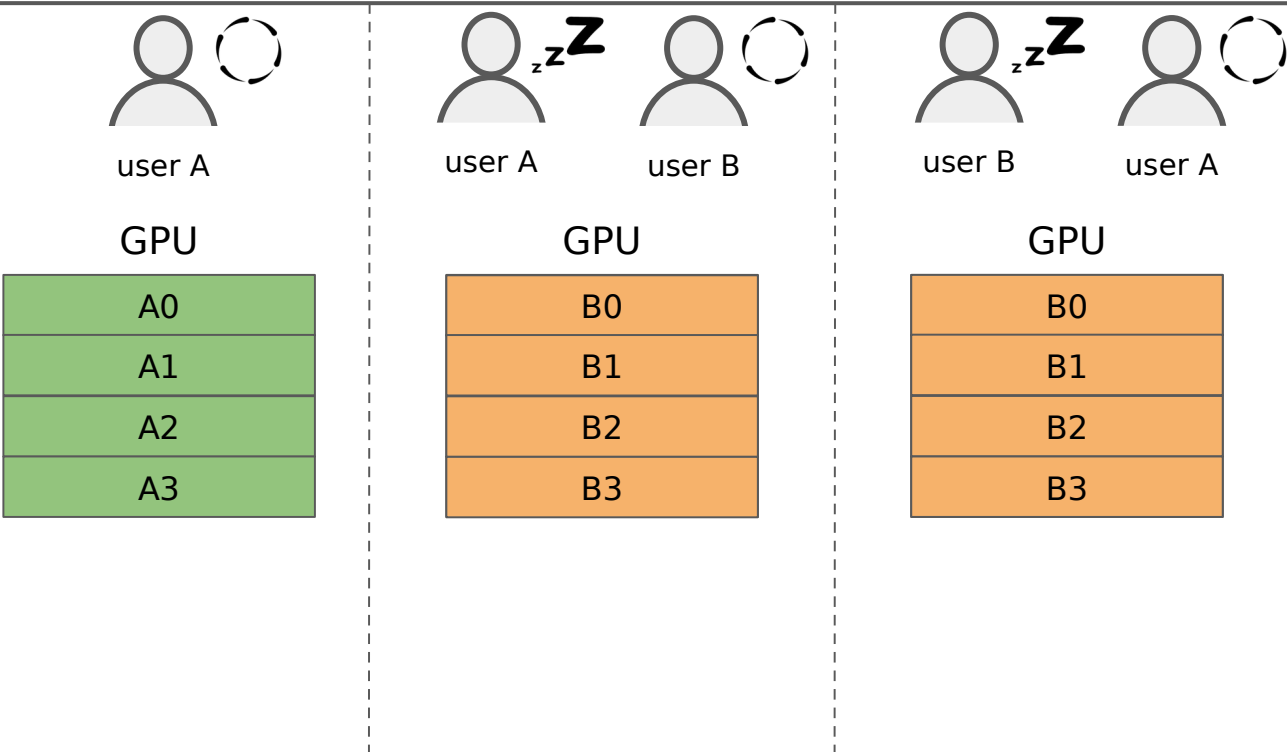 user A
GPU
A0
A1
A2
A3
z z Z
user A
user B
GPU
B0
B1
B2
B3
z z Z
user B
user A
GPU
B0
B1
B2
B3